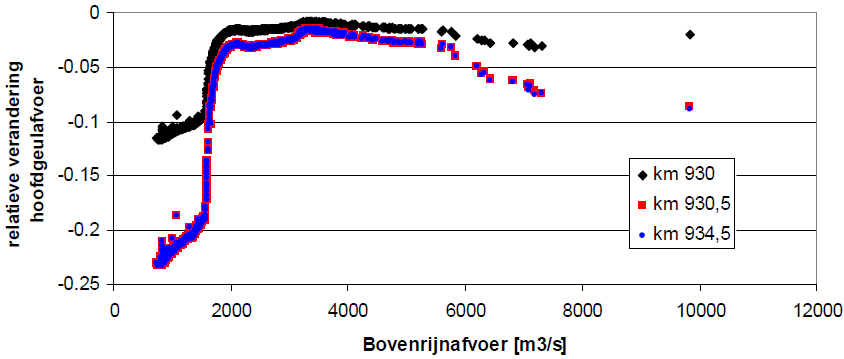 0
-0.05
-0.1
-0.15
-0.2
-0.25
relatieve verandering
hoofdgeulafvoer
km 930
km 930,5
km 934,5
0 2000 4000 6000 8000 10000 12000
Bovenrijnafvoer [m3/s]